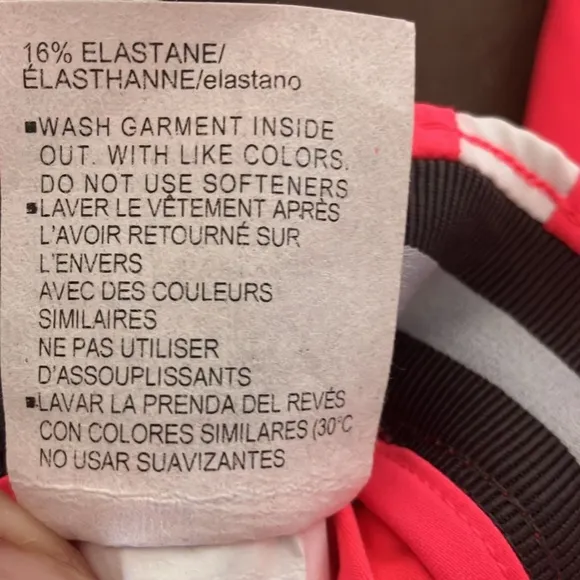 16% ELASTANE/
ÉLASTHANNE/elastano
▪WASH GARMENT INSIDE
OUT. WITH LIKE COLORS.
DO NOT USE SOFTENERS
▪LAVER LE VÊTEMENT APRÈS
L'AVOIR RETOURNÉ SUR
L'ENVERS
AVEC DES COULEURS
SIMILAIRES
NE PAS UTILISER
D'ASSOUPLISSANTS
▪LAVAR LA PRENDA DEL REVÉS
CON COLORES SIMILARES (30°C
NO USAR SUAVIZANTES